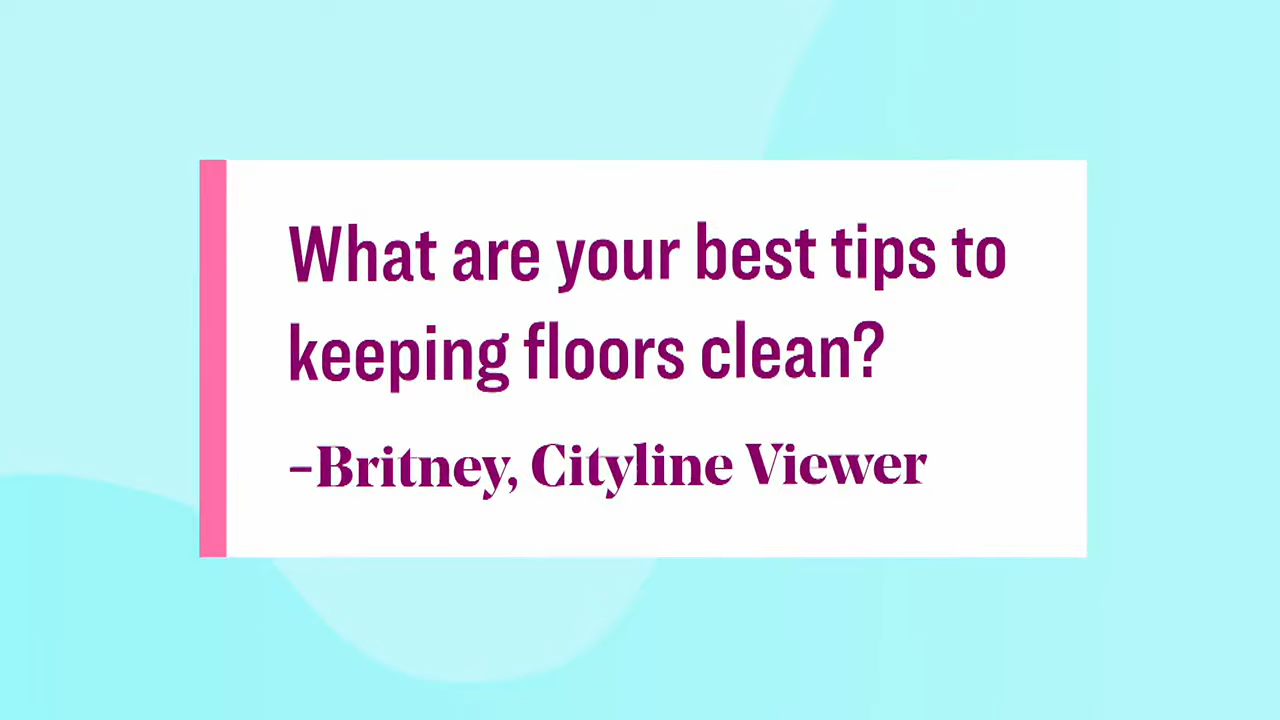 What are your best tips to
keeping floors clean?
–Britney, Cityline Viewer